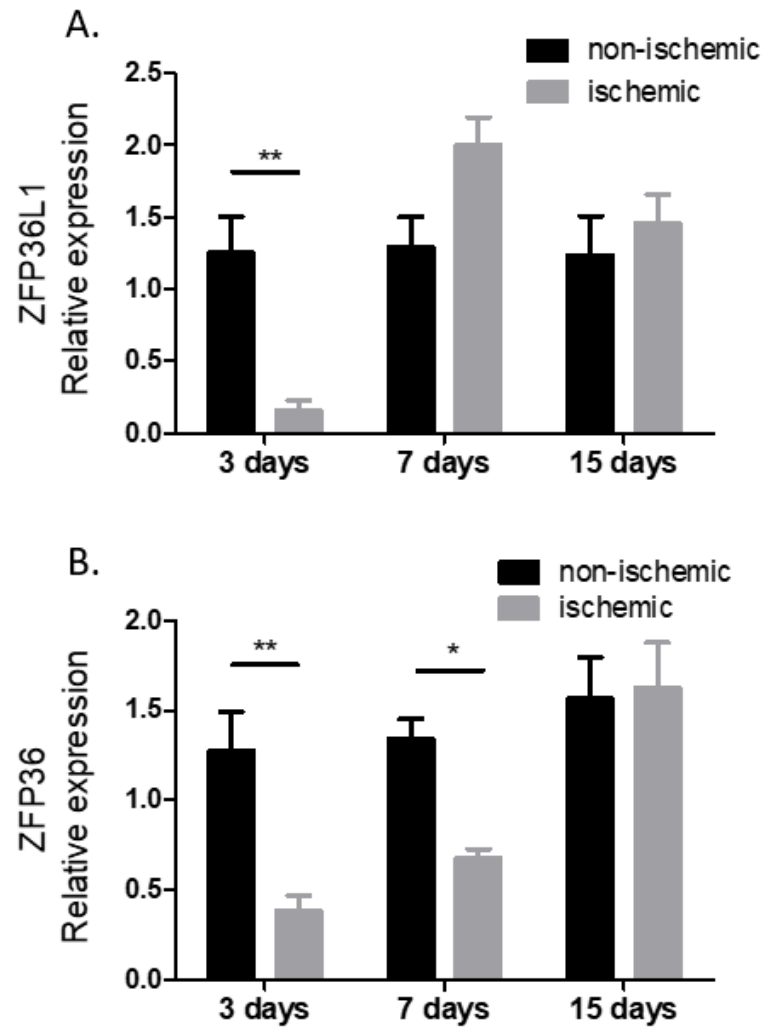 A.
non-ischemic
ischemic
ZFP36L1
Relative expression
2.5
2.0
1.5
1.0
0.5
0.0
**
3 days 7 days 15 days
B.
non-ischemic
ischemic
ZFP36
Relative expression
2.0
1.5
1.0
0.5
0.0
** *
3 days 7 days 15 days